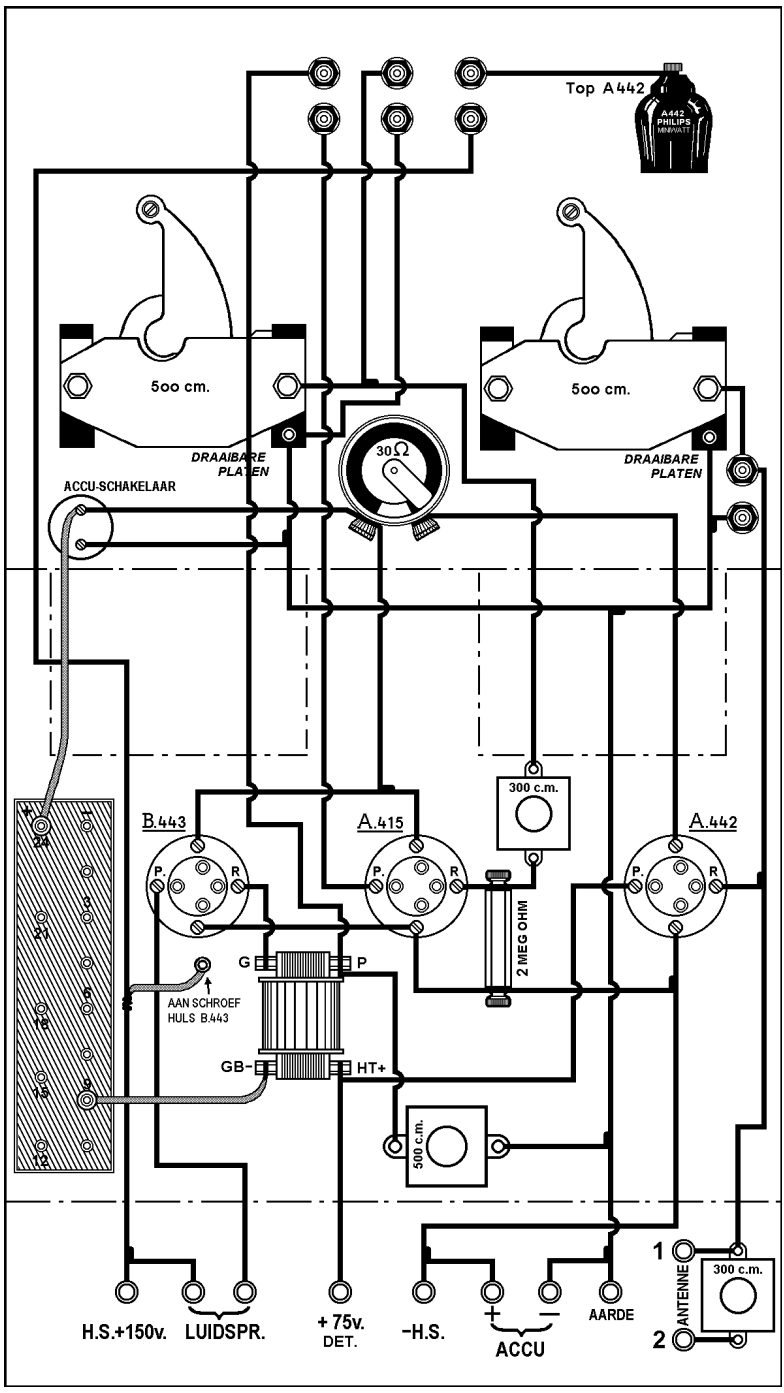 Top A442
A442
PHILIPS
MINIWATT
500 cm.
500 cm.
30Ω
DRAAIBARE
PLATEN
DRAAIBARE
PLATEN
ACCU-SCHAKELAAR
300 c.m.
B.443
A.415
A.442
+ −
24
3
21
6
18
15
9
12
P. R
P. R
P. R
2 MEG OHM
G P
AAN SCHROEF
HULS B.443
GB− HT+
500 c.m.
1
ANTENNE
2
300 c.m.
H.S.+150v.
LUIDSPR.
+ 75v.
DET.
−H.S.
+ −
ACCU
AARDE